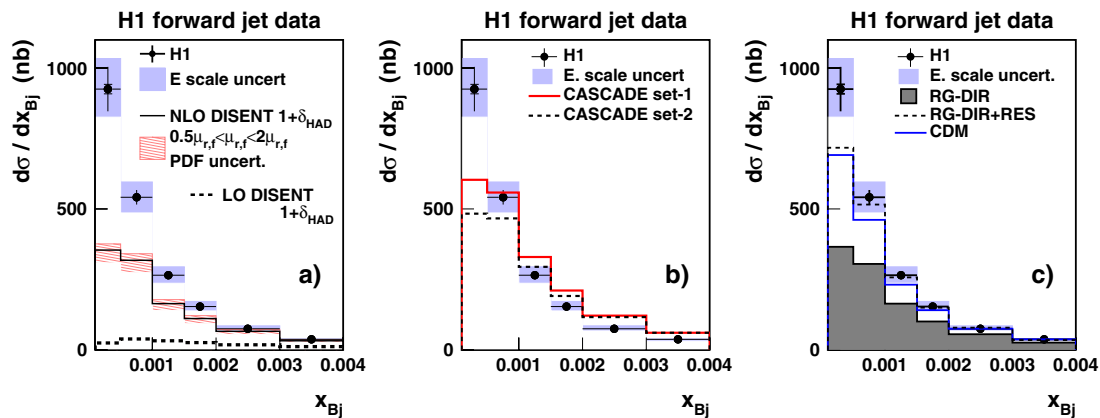 H1 forward jet data
dσ / dx_Bj (nb)
1000
500
0
H1
E scale uncert
NLO DISENT 1+δ_HAD
0.5μ_r,f<μ_r,f<2μ_r,f
PDF uncert.
LO DISENT
1+δ_HAD
a)
0.001 0.002 0.003 0.004
x_Bj
H1 forward jet data
dσ / dx_Bj (nb)
1000
500
0
H1
E. scale uncert
CASCADE set-1
CASCADE set-2
b)
0.001 0.002 0.003 0.004
x_Bj
H1 forward jet data
dσ / dx_Bj (nb)
1000
500
0
H1
E. scale uncert.
RG-DIR
RG-DIR+RES
CDM
c)
0.001 0.002 0.003 0.004
x_Bj